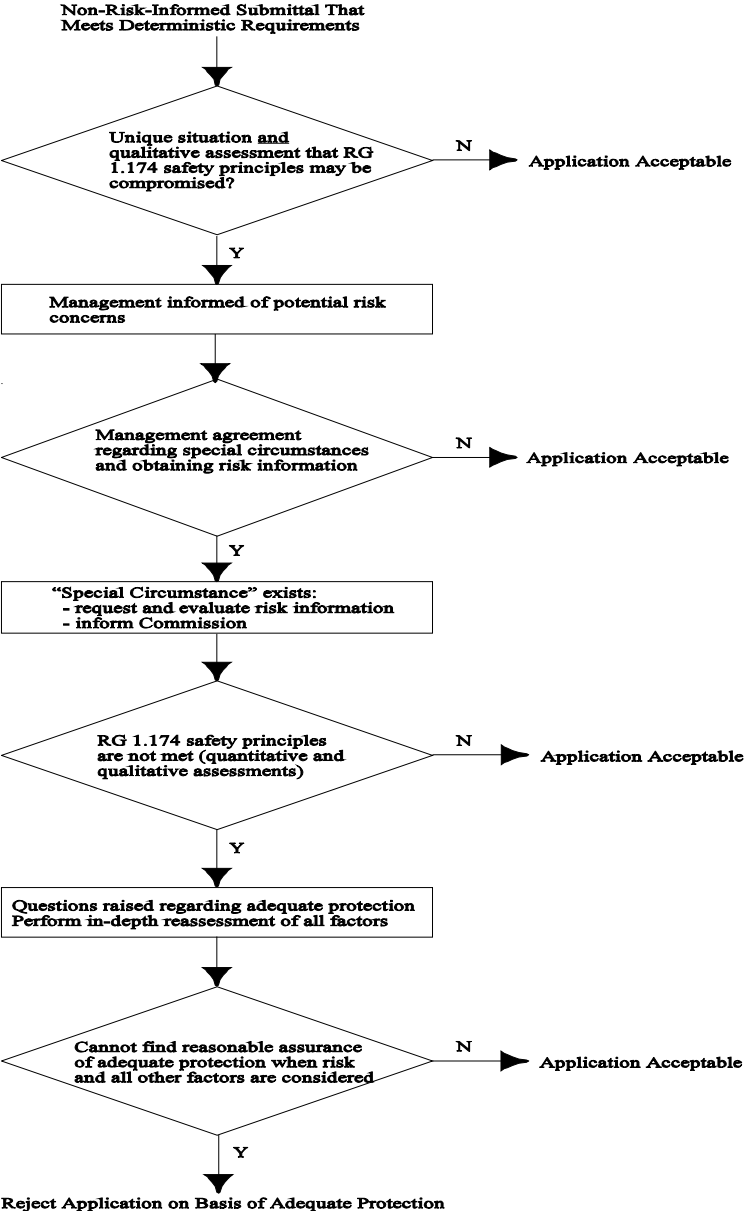 Non-Risk-Informed Submittal That
Meets Deterministic Requirements
Unique situation and
qualitative assessment that RG
1.174 safety principles may be
compromised?
N
Application Acceptable
Y
Management informed of potential risk
concerns
Management agreement
regarding special circumstances
and obtaining risk information
N
Application Acceptable
Y
“Special Circumstance” exists:
- request and evaluate risk information
- inform Commission
RG 1.174 safety principles
are not met (quantitative and
qualitative assessments)
N
Application Acceptable
Y
Questions raised regarding adequate protection
Perform in-depth reassessment of all factors
Cannot find reasonable assurance
of adequate protection when risk
and all other factors are considered
N
Application Acceptable
Y
Reject Application on Basis of Adequate Protection